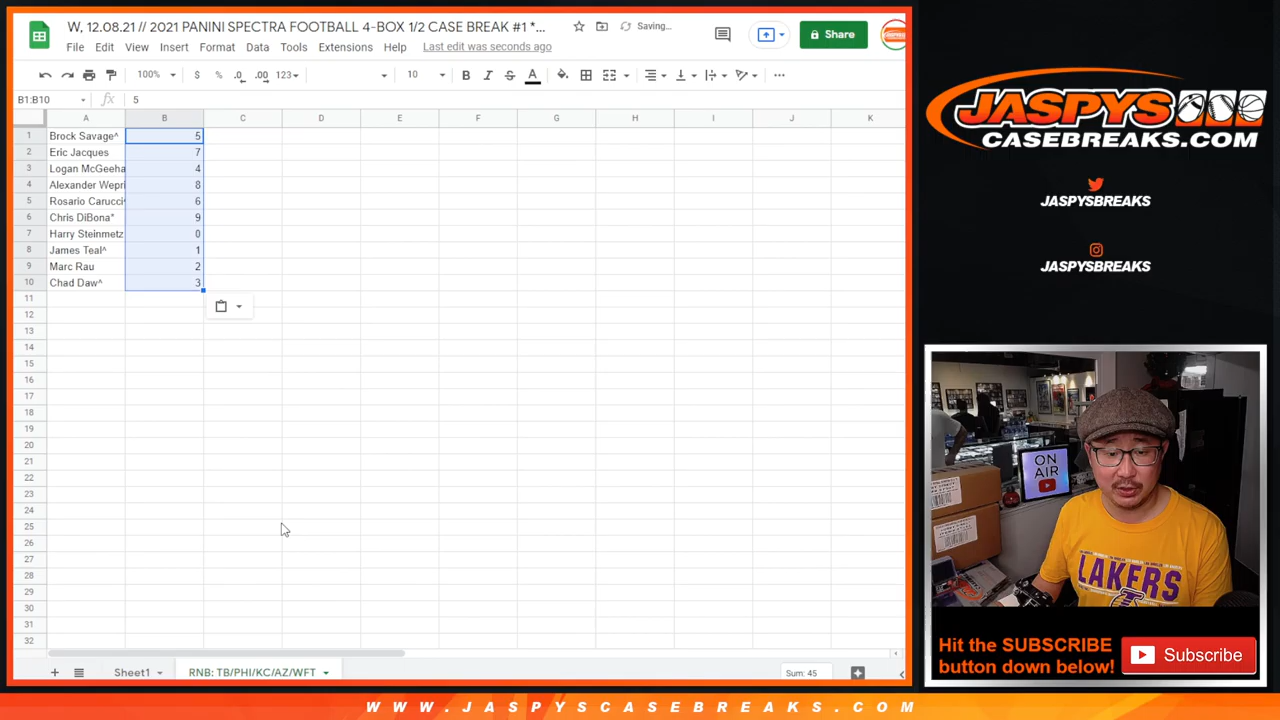 W, 12.08.21 // 2021 PANINI SPECTRA FOOTBALL 4-BOX 1/2 CASE BREAK #1 *... Saving...
File Edit View Insert Format Data Tools Extensions Help Last edit was seconds ago
Share
100% $ % .0 .00 123 10 B I S A
B1:B10 fx 5
A B C D E F G H I J K
1 Brock Savage^ 5
2 Eric Jacques 7
3 Logan McGeeha 4
4 Alexander Wepri 8
5 Rosario Carucci 6
6 Chris DiBona* 9
7 Harry Steinmetz 0
8 James Teal^ 1
9 Marc Rau 2
10 Chad Daw^ 3
11
12
13
14
15
16
17
18
19
20
21
22
23
24
25
26
27
28
29
30
31
32
Sheet1 RNB: TB/PHI/KC/AZ/WFT Sum: 45
JASPYS
CASEBREAKS.COM
JASPYSBREAKS
JASPYSBREAKS
ON
AIR
LOS ANGELES
LAKERS
Hit the SUBSCRIBE
button down below!
Subscribe
WWW.JASPYSCASEBREAKS.COM